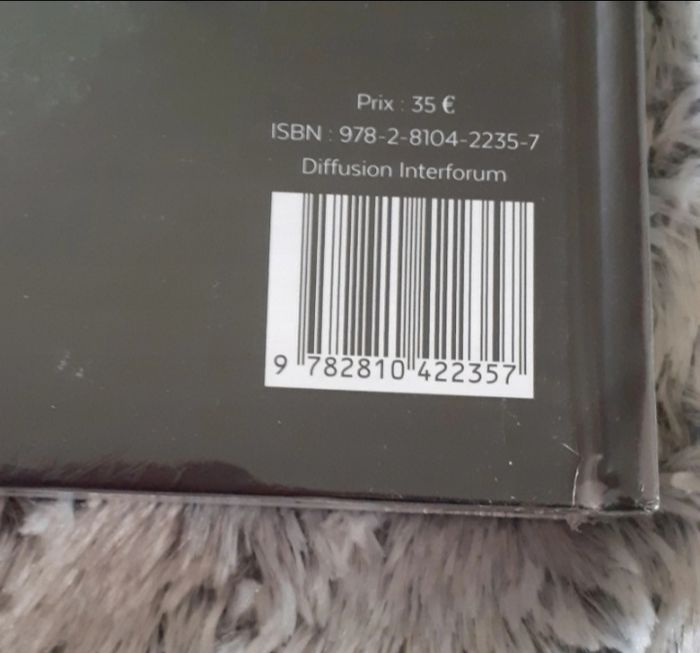 Prix : 35 €
ISBN : 978-2-8104-2235-7
Diffusion Interforum
9 782810 422357